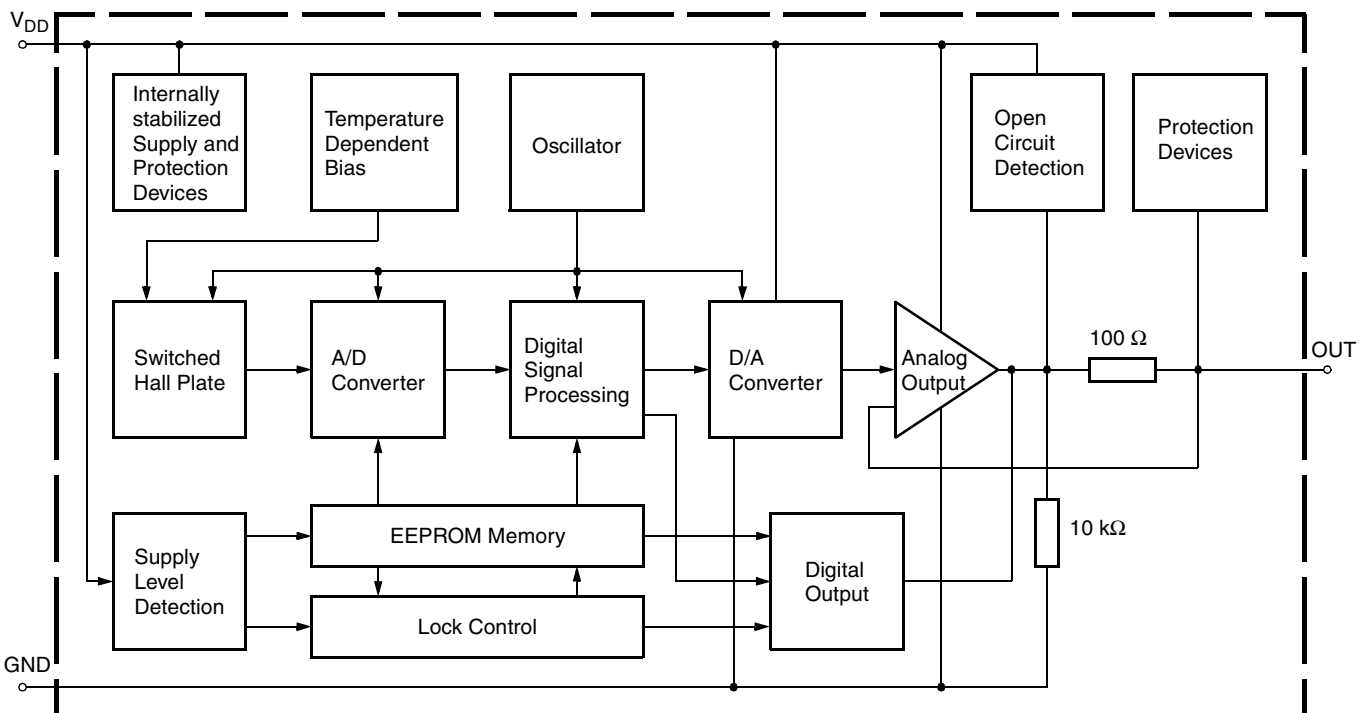 VDD
Internally
stabilized
Supply and
Protection
Devices
Temperature
Dependent
Bias
Oscillator
Open
Circuit
Detection
Protection
Devices
Switched
Hall Plate
A/D
Converter
Digital
Signal
Processing
D/A
Converter
Analog
Output
100 Ω
OUT
Supply
Level
Detection
EEPROM Memory
Lock Control
Digital
Output
10 kΩ
GND